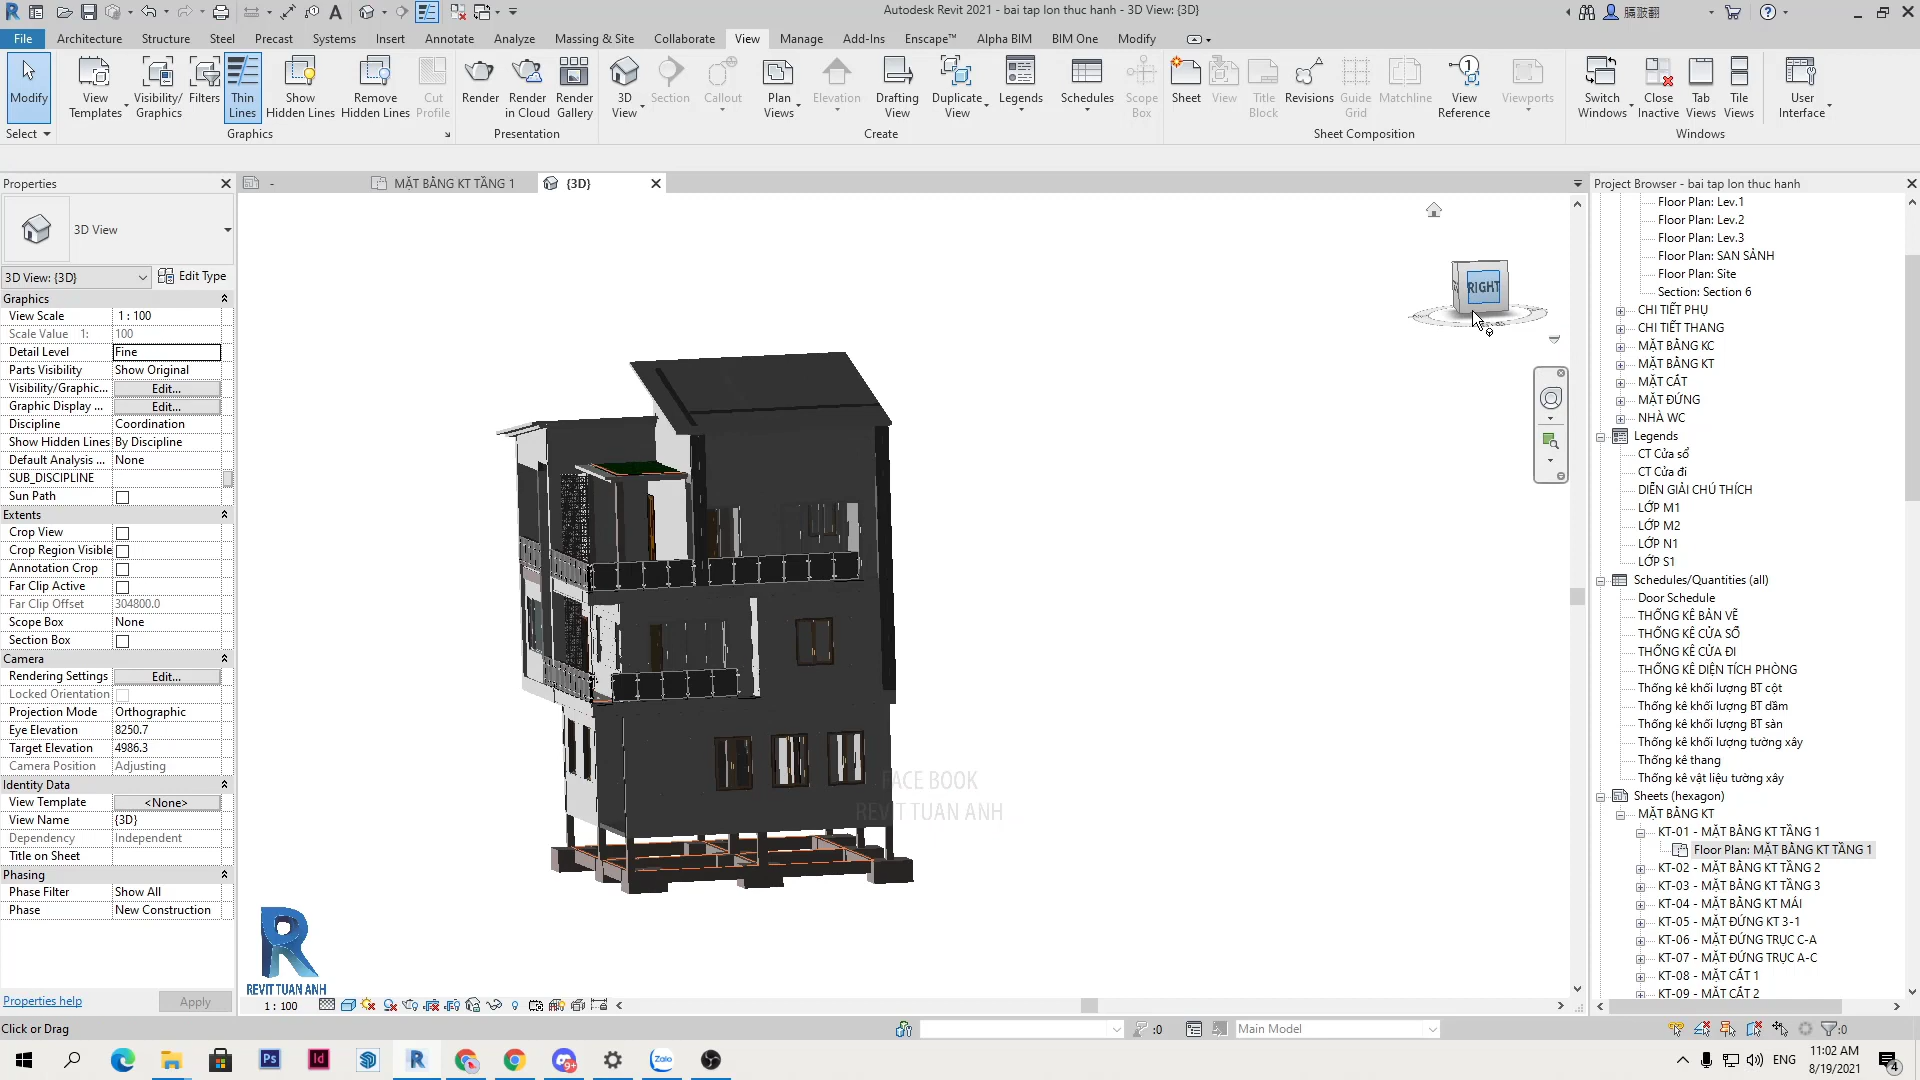 Autodesk Revit 2021 - bai tap lon thuc hanh - 3D View: {3D}
File Architecture Structure Steel Precast Systems Insert Annotate Analyze Massing & Site Collaborate View Manage Add-Ins Enscape™ Alpha BIM BIM One Modify
Modify
View Templates
Visibility/ Graphics
Filters
Thin Lines
Show Hidden Lines
Remove Hidden Lines
Cut Profile
Render
Render in Cloud
Render Gallery
3D View
Section
Callout
Plan Views
Elevation
Drafting View
Duplicate View
Legends
Schedules
Scope Box
Sheet
View
Title Block
Revisions
Guide Grid
Matchline
View Reference
Viewports
Switch Windows
Close Inactive
Tab Views
Tile Views
User Interface
Select Graphics Presentation Create Sheet Composition Windows
Properties
3D View
3D View: {3D} Edit Type
Graphics
View Scale 1 : 100
Scale Value 1: 100
Detail Level Fine
Parts Visibility Show Original
Visibility/Graphic... Edit...
Graphic Display ... Edit...
Discipline Coordination
Show Hidden Lines By Discipline
Default Analysis ... None
SUB_DISCIPLINE
Sun Path
Extents
Crop View
Crop Region Visible
Annotation Crop
Far Clip Active
Far Clip Offset 304800.0
Scope Box None
Section Box
Camera
Rendering Settings Edit...
Locked Orientation
Projection Mode Orthographic
Eye Elevation 8250.7
Target Elevation 4986.3
Camera Position Adjusting
Identity Data
View Template <None>
View Name {3D}
Dependency Independent
Title on Sheet
Phasing
Phase Filter Show All
Phase New Construction
Properties help Apply
- MẶT BẰNG KT TẦNG 1 {3D}
RIGHT
FACE BOOK
REVIT TUAN ANH
REVIT TUAN ANH
1 : 100
Project Browser - bai tap lon thuc hanh
Floor Plan: Lev.1
Floor Plan: Lev.2
Floor Plan: Lev.3
Floor Plan: SAN SẢNH
Floor Plan: Site
Section: Section 6
CHI TIẾT PHỤ
CHI TIẾT THANG
MẶT BẰNG KC
MẶT BẰNG KT
MẶT CẮT
MẶT ĐỨNG
NHÀ WC
Legends
CT Cửa sổ
CT Cửa đi
DIỄN GIẢI CHÚ THÍCH
LỚP M1
LỚP M2
LỚP N1
LỚP S1
Schedules/Quantities (all)
Door Schedule
THỐNG KÊ BẢN VẼ
THỐNG KÊ CỬA SỔ
THỐNG KÊ CỬA ĐI
THỐNG KÊ DIỆN TÍCH PHÒNG
Thống kê khối lượng BT cột
Thống kê khối lượng BT dầm
Thống kê khối lượng BT sàn
Thống kê khối lượng tường xây
Thống kê thang
Thống kê vật liệu tường xây
Sheets (hexagon)
MẶT BẰNG KT
KT-01 - MẶT BẰNG KT TẦNG 1
Floor Plan: MẶT BẰNG KT TẦNG 1
KT-02 - MẶT BẰNG KT TẦNG 2
KT-03 - MẶT BẰNG KT TẦNG 3
KT-04 - MẶT BẰNG KT MÁI
KT-05 - MẶT ĐỨNG KT 3-1
KT-06 - MẶT ĐỨNG TRỤC C-A
KT-07 - MẶT ĐỨNG TRỤC A-C
KT-08 - MẶT CẮT 1
KT-09 - MẶT CẮT 2
Click or Drag :0 Main Model :0
Ps Id R Zalo ENG 11:02 AM
8/19/2021 4